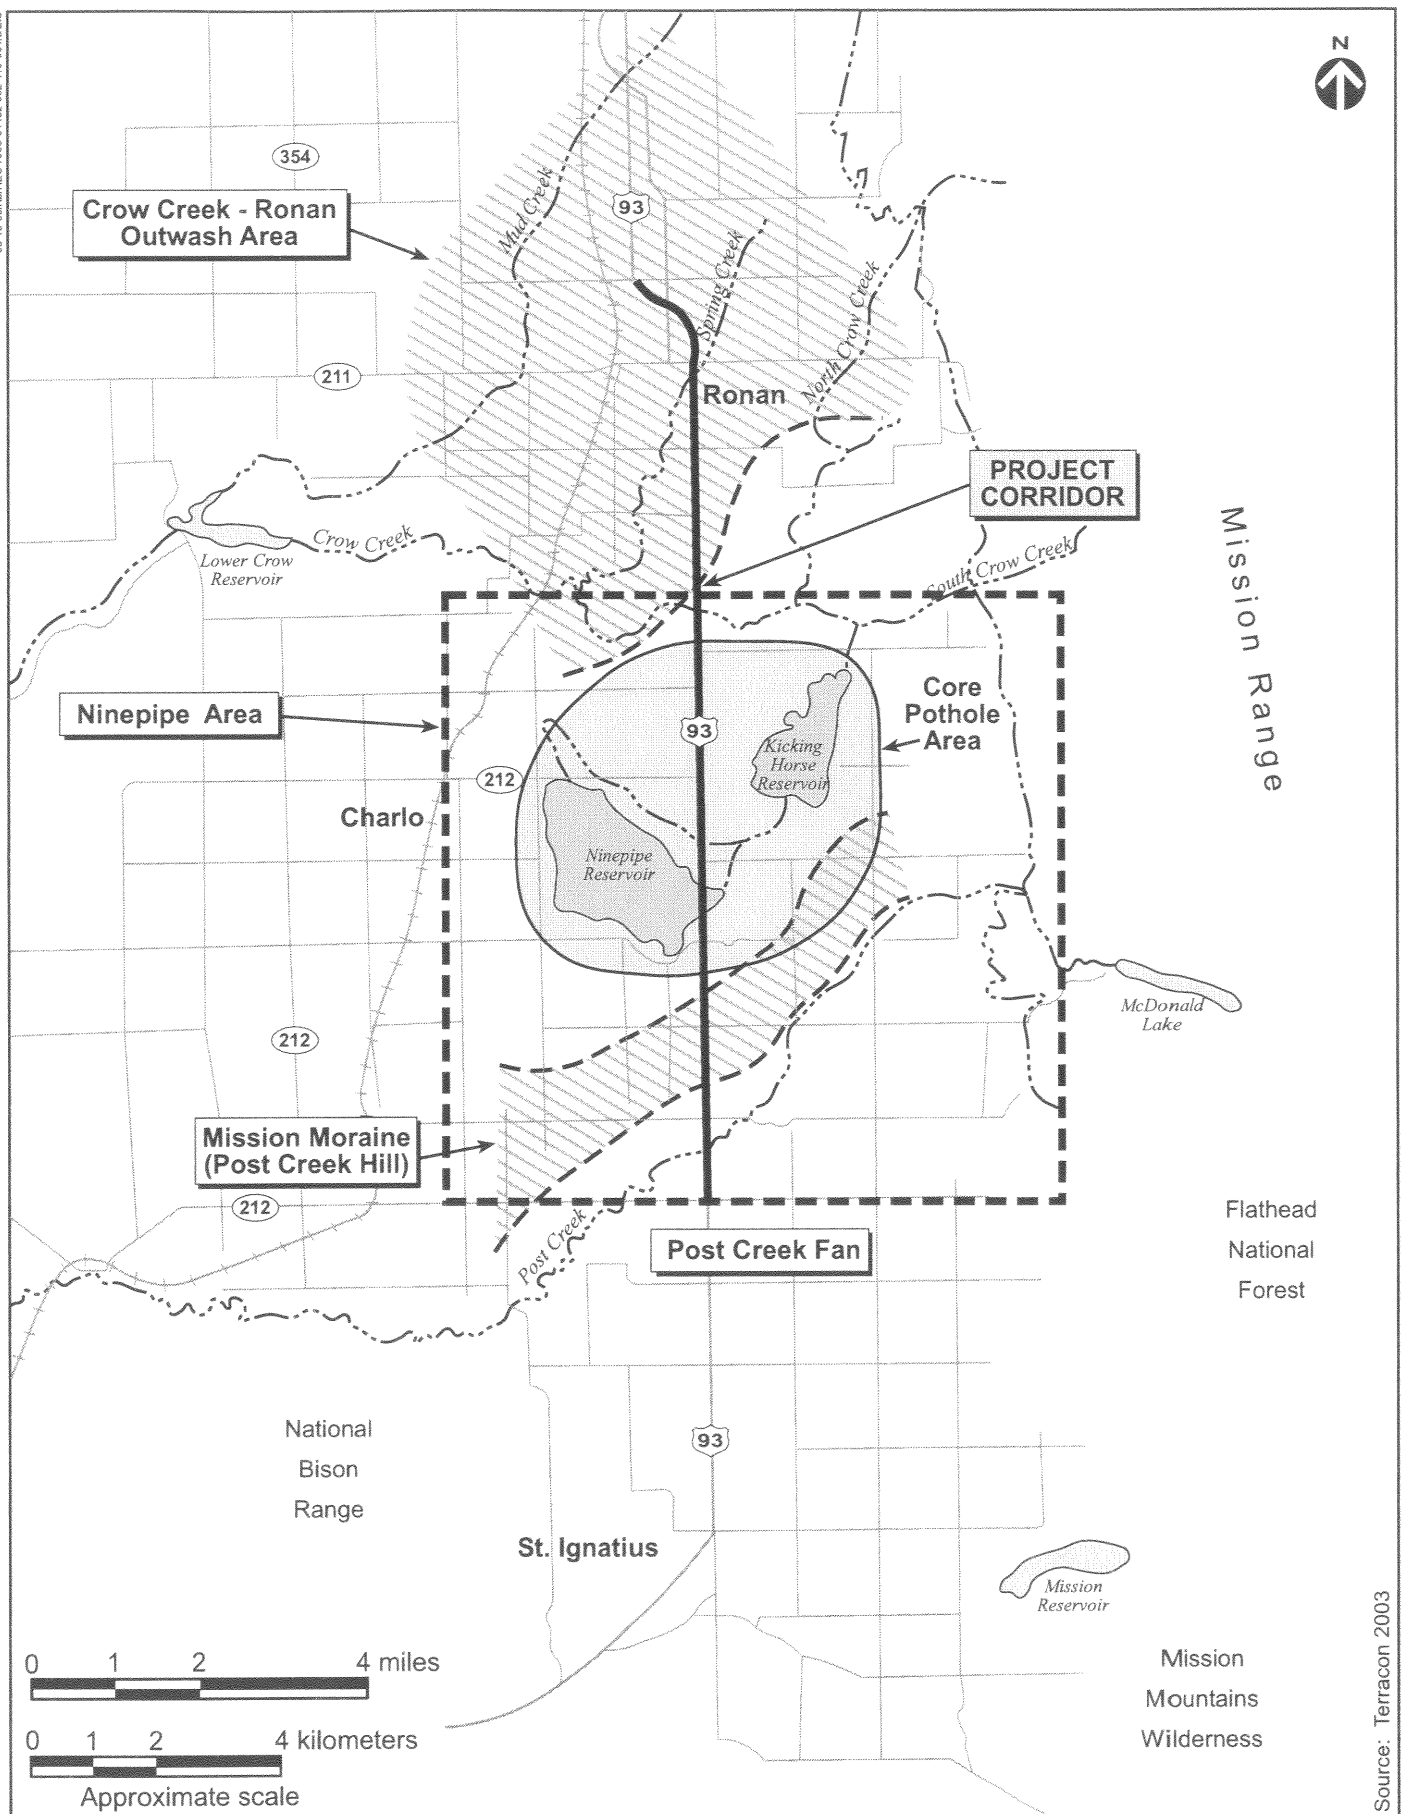 N
354
Crow Creek - Ronan
Outwash Area
Mud Creek
93
Spring Creek
North Crow Creek
211
Ronan
PROJECT
CORRIDOR
Crow Creek
Lower Crow
Reservoir
South Crow Creek
Mission Range
Ninepipe Area
Core
Pothole
Area
93
Kicking
Horse
Reservoir
212
Charlo
Ninepipe
Reservoir
McDonald
Lake
212
Mission Moraine
(Post Creek Hill)
212
Post Creek
Post Creek Fan
Flathead
National
Forest
National
Bison
Range
93
St. Ignatius
Mission
Reservoir
Mission
Mountains
Wilderness
0 1 2 4 miles
0 1 2 4 kilometers
Approximate scale
Source: Terracon 2003